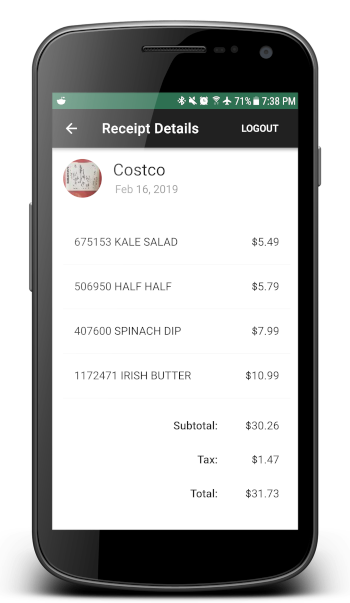 71% 7:38 PM
Receipt Details LOGOUT
Costco
Feb 16, 2019
675153 KALE SALAD $5.49
506950 HALF HALF $5.79
407600 SPINACH DIP $7.99
1172471 IRISH BUTTER $10.99
Subtotal: $30.26
Tax: $1.47
Total: $31.73